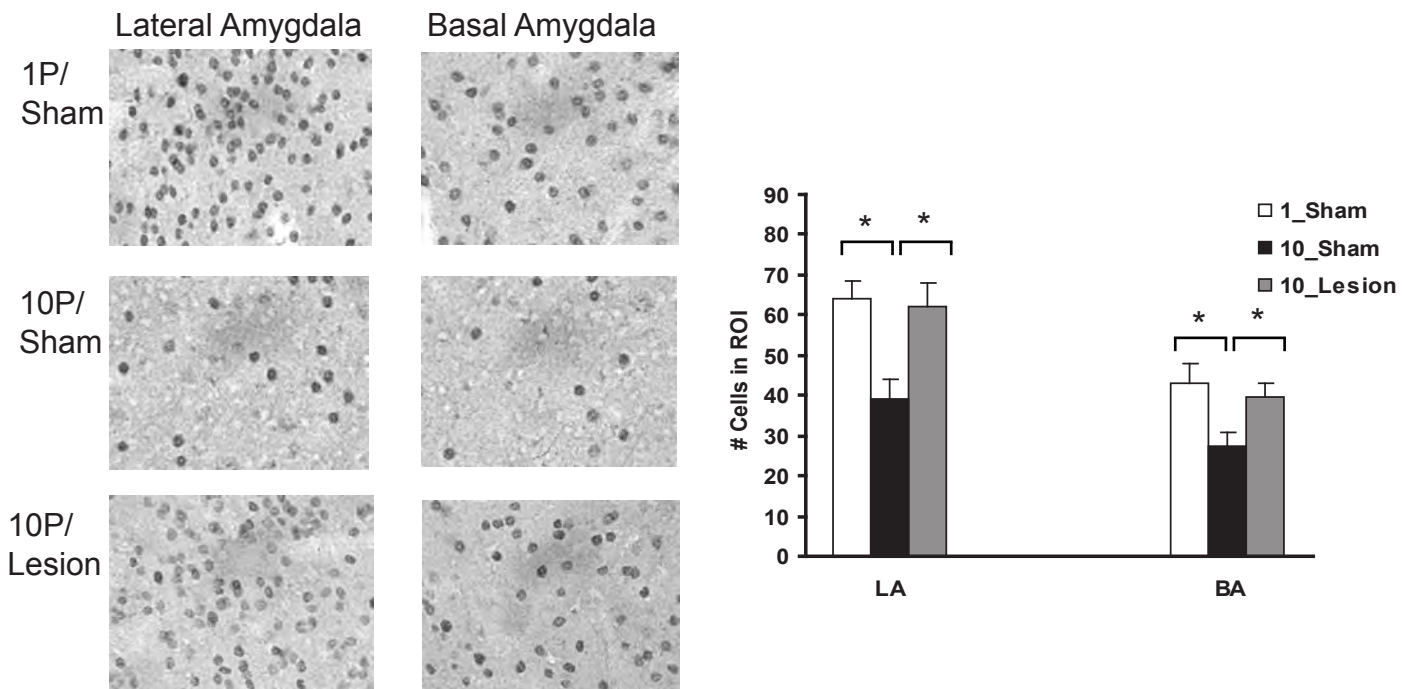 Lateral Amygdala
Basal Amygdala
1P/
Sham
10P/
Sham
10P/
Lesion
# Cells in ROI
90
80
70
60
50
40
30
20
10
0
*
*
*
*
1_Sham
10_Sham
10_Lesion
LA
BA